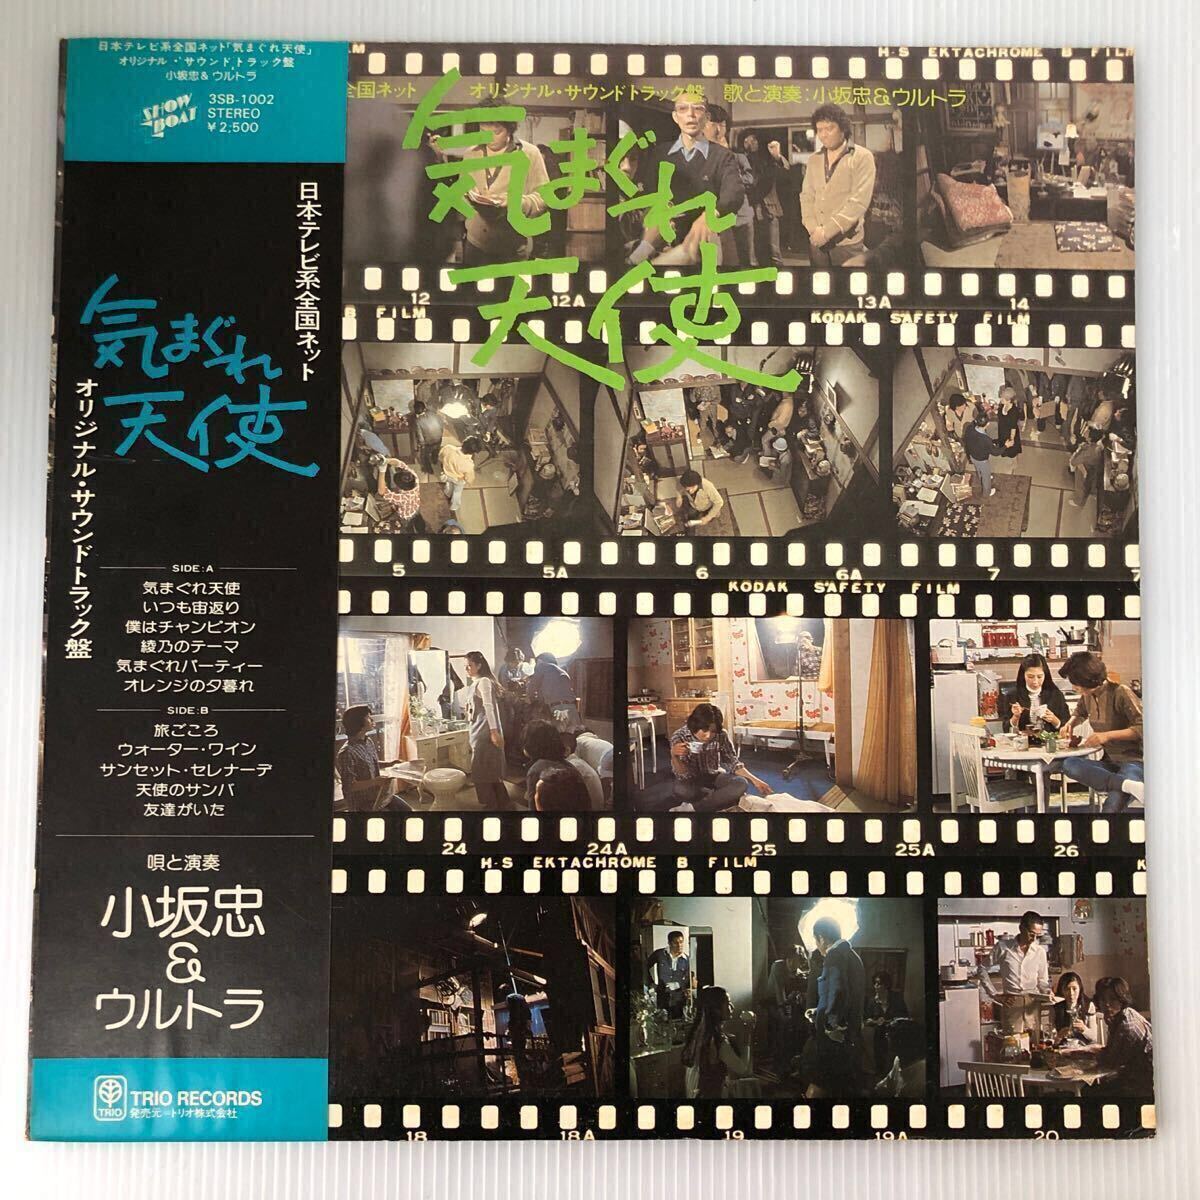 日本テレビ系全国ネット「気まぐれ天使」
オリジナル・サウンドトラック盤
小坂忠&ウルトラ
SHOW BOAT
3SB-1002
STEREO
¥2,500
日本テレビ系全国ネット
気まぐれ
天使
オリジナル・サウンドトラック盤
SIDE:A
気まぐれ天使
いつも宙返り
僕はチャンピオン
綾乃のテーマ
気まぐれパーティー
オレンジの夕暮れ
SIDE:B
旅ごころ
ウォーター・ワイン
サンセット・セレナーデ
天使のサンバ
友達がいた
唄と演奏
小坂忠
&
ウルトラ
TRIO
TRIO RECORDS
発売元=トリオ株式会社
LM
H-S EKTACHROME B FILM
全国ネット オリジナル・サウンドトラック盤 歌と演奏:小坂忠&ウルトラ
気まぐれ
天使
12 12A 13A 14
B FILM KODAK SAFETY FILM
5 5A 6 6A 7 7
KODAK SAFETY FILM
24 24A 25 25A 26
H-S EKTACHROME B FILM K
18 18A 19 19A 20